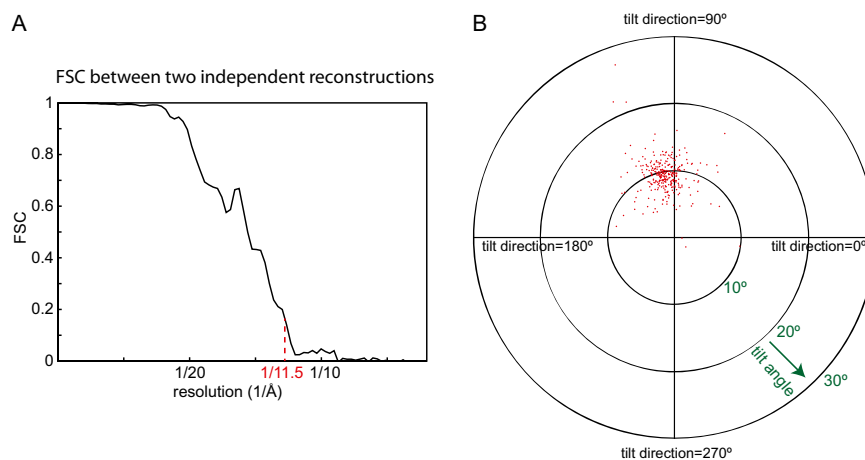 A
FSC between two independent reconstructions
1
0.8
0.6
0.4
0.2
0
FSC
1/20
1/11.5
1/10
resolution (1/Å)
B
tilt direction=90º
tilt direction=180º
tilt direction=0º
10º
20º
30º
tilt angle
tilt direction=270º